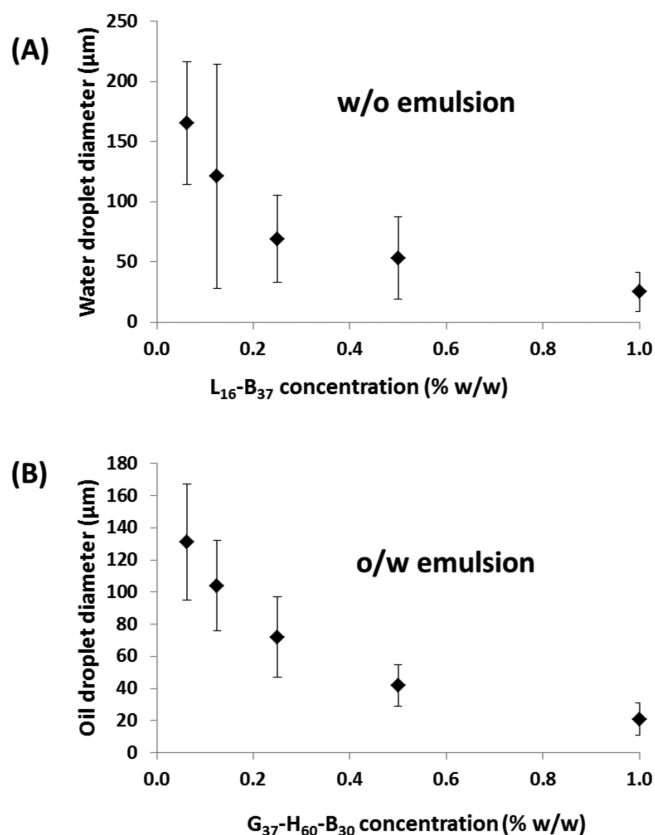 (A)
Water droplet diameter (µm)
250
200
150
100
50
0
w/o emulsion
0.0 0.2 0.4 0.6 0.8 1.0
L₁₆-B₃₇ concentration (% w/w)
(B)
Oil droplet diameter (µm)
180
160
140
120
100
80
60
40
20
0
o/w emulsion
0.0 0.2 0.4 0.6 0.8 1.0
G₃₇-H₆₀-B₃₀ concentration (% w/w)